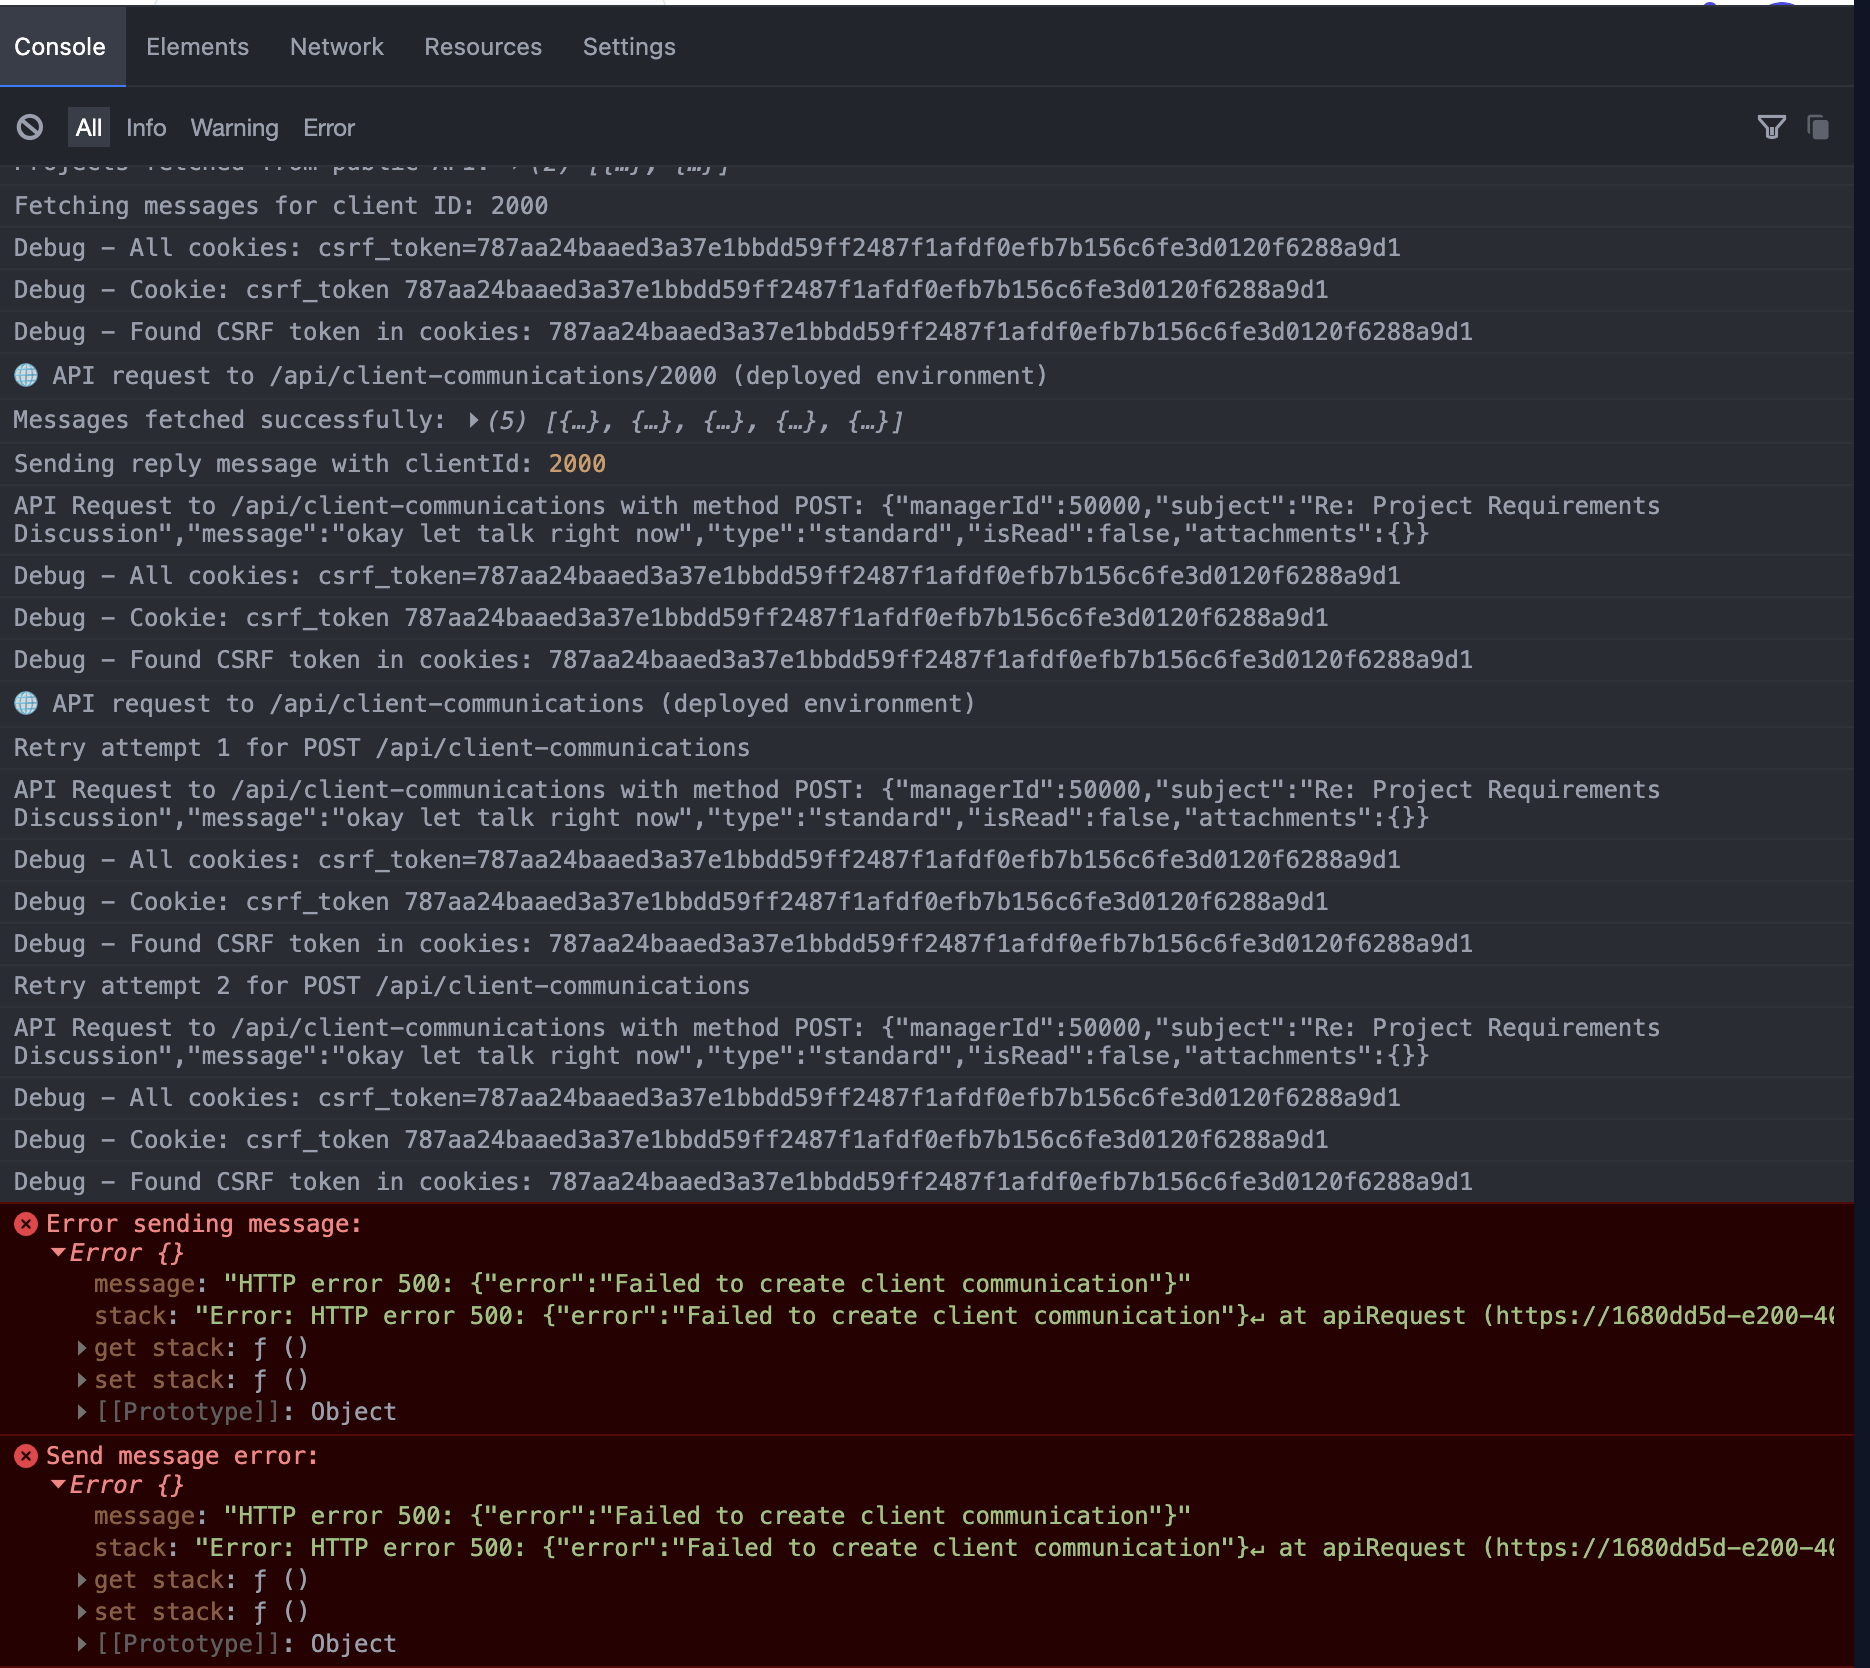 Console Elements Network Resources Settings
All Info Warning Error
Projects fetched from public API: ▸(2) [{…}, {…}]
Fetching messages for client ID: 2000
Debug – All cookies: csrf_token=787aa24baaed3a37e1bbdd59ff2487f1afdf0efb7b156c6fe3d0120f6288a9d1
Debug – Cookie: csrf_token 787aa24baaed3a37e1bbdd59ff2487f1afdf0efb7b156c6fe3d0120f6288a9d1
Debug – Found CSRF token in cookies: 787aa24baaed3a37e1bbdd59ff2487f1afdf0efb7b156c6fe3d0120f6288a9d1
🌐 API request to /api/client-communications/2000 (deployed environment)
Messages fetched successfully: ▸(5) [{…}, {…}, {…}, {…}, {…}]
Sending reply message with clientId: 2000
API Request to /api/client-communications with method POST: {"managerId":50000,"subject":"Re: Project Requirements
Discussion","message":"okay let talk right now","type":"standard","isRead":false,"attachments":{}}
Debug – All cookies: csrf_token=787aa24baaed3a37e1bbdd59ff2487f1afdf0efb7b156c6fe3d0120f6288a9d1
Debug – Cookie: csrf_token 787aa24baaed3a37e1bbdd59ff2487f1afdf0efb7b156c6fe3d0120f6288a9d1
Debug – Found CSRF token in cookies: 787aa24baaed3a37e1bbdd59ff2487f1afdf0efb7b156c6fe3d0120f6288a9d1
🌐 API request to /api/client-communications (deployed environment)
Retry attempt 1 for POST /api/client-communications
API Request to /api/client-communications with method POST: {"managerId":50000,"subject":"Re: Project Requirements
Discussion","message":"okay let talk right now","type":"standard","isRead":false,"attachments":{}}
Debug – All cookies: csrf_token=787aa24baaed3a37e1bbdd59ff2487f1afdf0efb7b156c6fe3d0120f6288a9d1
Debug – Cookie: csrf_token 787aa24baaed3a37e1bbdd59ff2487f1afdf0efb7b156c6fe3d0120f6288a9d1
Debug – Found CSRF token in cookies: 787aa24baaed3a37e1bbdd59ff2487f1afdf0efb7b156c6fe3d0120f6288a9d1
Retry attempt 2 for POST /api/client-communications
API Request to /api/client-communications with method POST: {"managerId":50000,"subject":"Re: Project Requirements
Discussion","message":"okay let talk right now","type":"standard","isRead":false,"attachments":{}}
Debug – All cookies: csrf_token=787aa24baaed3a37e1bbdd59ff2487f1afdf0efb7b156c6fe3d0120f6288a9d1
Debug – Cookie: csrf_token 787aa24baaed3a37e1bbdd59ff2487f1afdf0efb7b156c6fe3d0120f6288a9d1
Debug – Found CSRF token in cookies: 787aa24baaed3a37e1bbdd59ff2487f1afdf0efb7b156c6fe3d0120f6288a9d1
Error sending message:
▾Error {}
message: "HTTP error 500: {"error":"Failed to create client communication"}"
stack: "Error: HTTP error 500: {"error":"Failed to create client communication"}↵ at apiRequest (https://1680dd5d-e200-40
▸get stack: ƒ ()
▸set stack: ƒ ()
▸[[Prototype]]: Object
Send message error:
▾Error {}
message: "HTTP error 500: {"error":"Failed to create client communication"}"
stack: "Error: HTTP error 500: {"error":"Failed to create client communication"}↵ at apiRequest (https://1680dd5d-e200-40
▸get stack: ƒ ()
▸set stack: ƒ ()
▸[[Prototype]]: Object